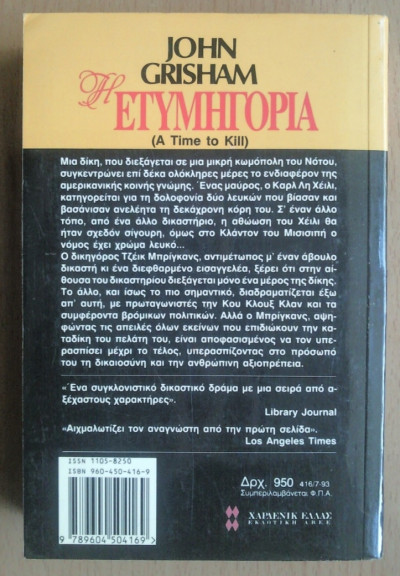 JOHN
GRISHAM
Η ΕΤΥΜΗΓΟΡΙΑ
(A Time to Kill)
Μια δίκη, που διεξάγεται σε μια μικρή κωμόπολη του Νότου,
συγκεντρώνει επί δέκα ολόκληρες μέρες το ενδιαφέρον της
αμερικανικής κοινής γνώμης. Ένας μαύρος, ο Καρλ Λη Χέιλι,
κατηγορείται για τη δολοφονία δύο λευκών που βίασαν και
βασάνισαν ανελέητα τη δεκάχρονη κόρη του. Σ' έναν άλλο
τόπο, από ένα άλλο δικαστήριο, η αθώωση του Χέιλι θα
ήταν σχεδόν σίγουρη, όμως στο Κλάντον του Μισισιπή ο
νόμος έχει χρώμα λευκό...
Ο δικηγόρος Τζέικ Μπρίγκανς, αντιμέτωπος μ' έναν άβουλο
δικαστή κι ένα διεφθαρμένο εισαγγελέα, ξέρει ότι στην αί-
θουσα του δικαστηρίου διεξάγεται μόνο ένα μέρος της δίκης.
Το άλλο, και ίσως το πιο σημαντικό, διαδραματίζεται έξω
απ' αυτή, με πρωταγωνιστές την Κου Κλουξ Κλαν και τα
συμφέροντα βρόμικων πολιτικών. Αλλά ο Μπρίγκανς, αψη-
φώντας τις απειλές όλων εκείνων που επιδιώκουν την κα-
ταδίκη του πελάτη του, είναι αποφασισμένος να τον υπε-
ρασπίσει μέχρι το τέλος, υπερασπίζοντας στο πρόσωπό
του τη δικαιοσύνη και την ανθρώπινη αξιοπρέπεια.
«Ένα συγκλονιστικό δικαστικό δράμα με μια σειρά από α-
ξέχαστους χαρακτήρες».
Library Journal
«Αιχμαλωτίζει τον αναγνώστη από την πρώτη σελίδα».
Los Angeles Times
ISSN 1105-8250
ISBN 960-450-416-9
9 789604 504169
Δρχ. 950 416/7-93
Συμπεριλαμβάνεται Φ.Π.Α.
ΧΑΡΛΕΝΙΚ ΕΛΛΑΣ
ΕΚΔΟΤΙΚΗ ΑΒΕΕ